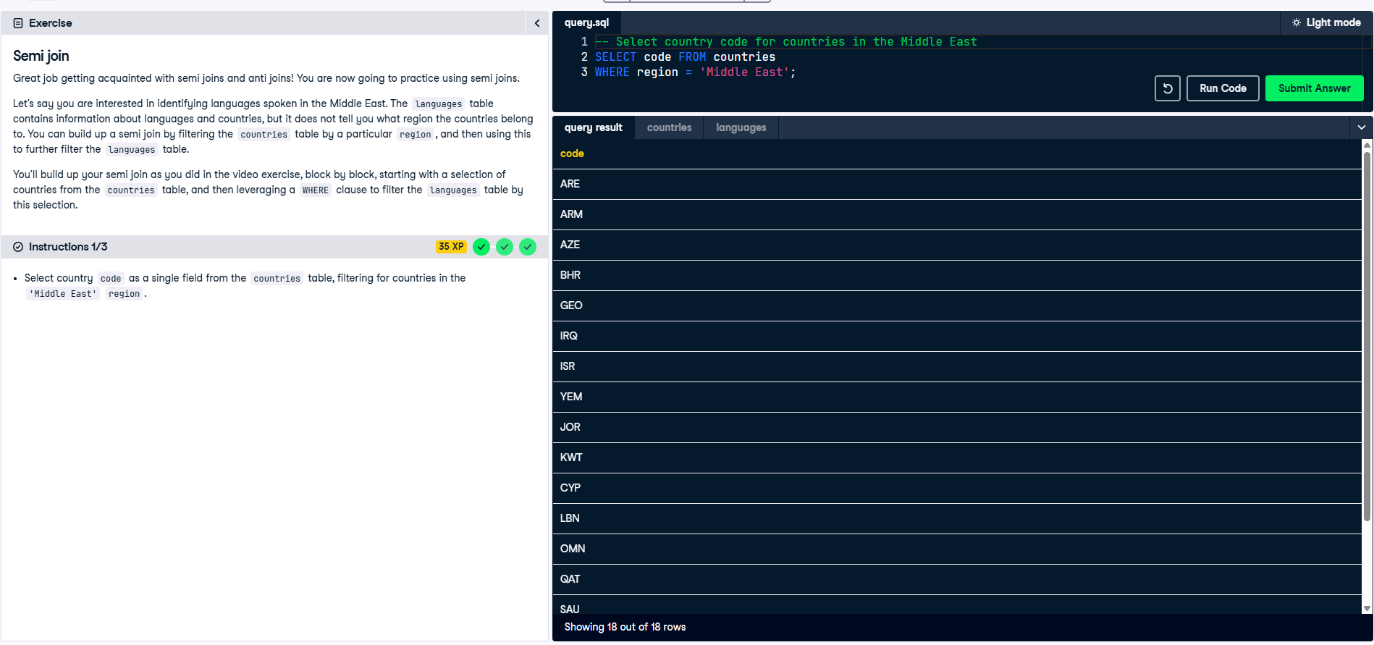 Exercise
Semi join
Great job getting acquainted with semi joins and anti joins! You are now going to practice using semi joins.
Let's say you are interested in identifying languages spoken in the Middle East. The languages table
contains information about languages and countries, but it does not tell you what region the countries belong
to. You can build up a semi join by filtering the countries table by a particular region , and then using this
to further filter the languages table.
You'll build up your semi join as you did in the video exercise, block by block, starting with a selection of
countries from the countries table, and then leveraging a WHERE clause to filter the languages table by
this selection.
Instructions 1/3
35 XP
• Select country code as a single field from the countries table, filtering for countries in the
'Middle East' region .
query.sql
Light mode
1 -- Select country code for countries in the Middle East
2 SELECT code FROM countries
3 WHERE region = 'Middle East';
Run Code
Submit Answer
query result
countries
languages
code
ARE
ARM
AZE
BHR
GEO
IRQ
ISR
YEM
JOR
KWT
CYP
LBN
OMN
QAT
SAU
Showing 18 out of 18 rows